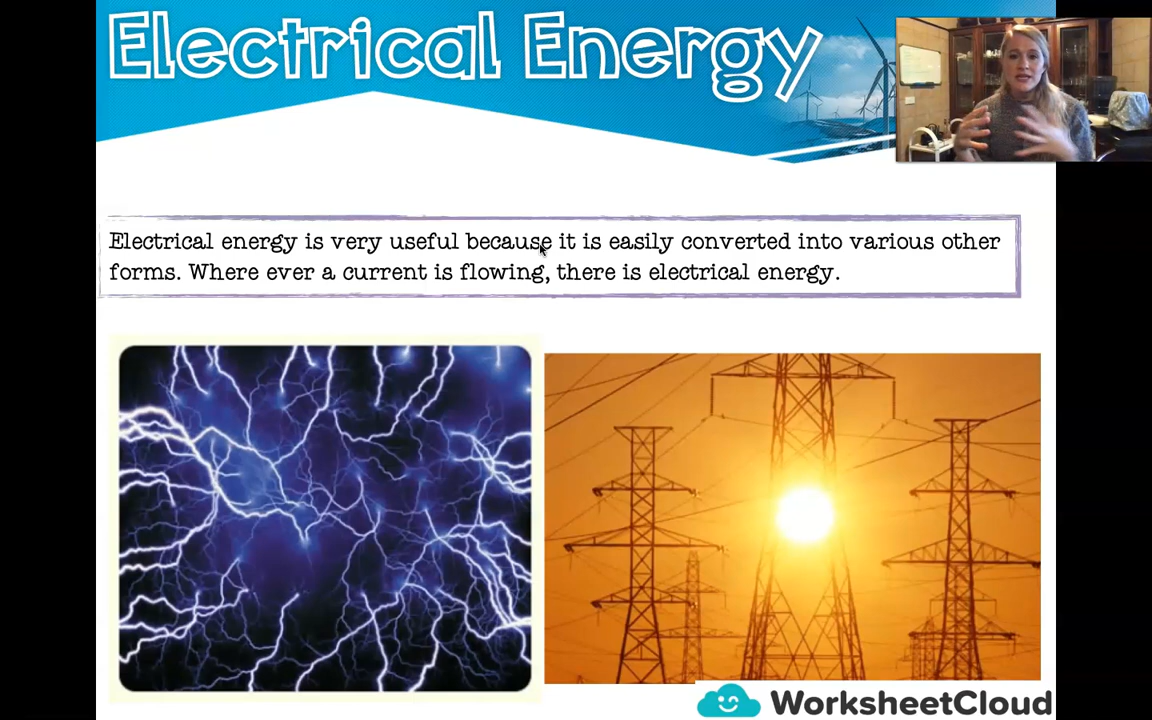 Electrical Energy
Electrical energy is very useful because it is easily converted into various other
forms. Where ever a current is flowing, there is electrical energy.
WorksheetCloud